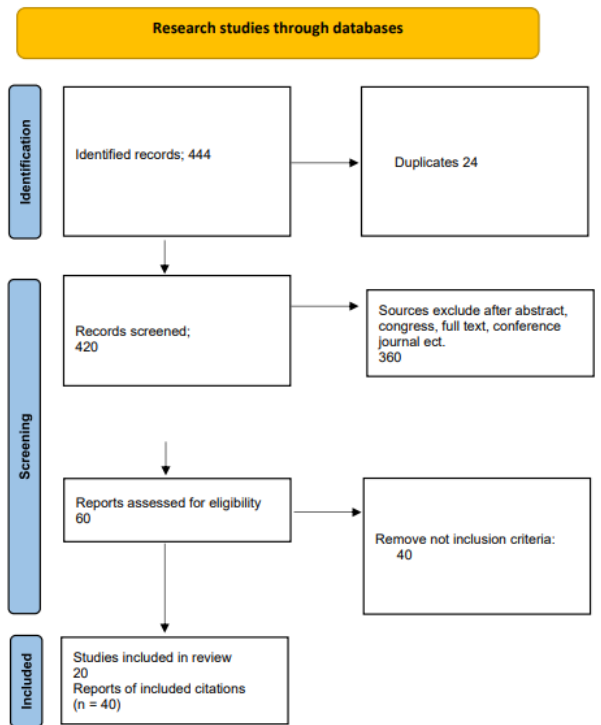 Research studies through databases
Identification
Identified records; 444
Duplicates 24
Screening
Records screened;
420
Sources exclude after abstract,
congress, full text, conference
journal ect.
360
Reports assessed for eligibility
60
Remove not inclusion criteria:
40
Included
Studies included in review
20
Reports of included citations
(n = 40)